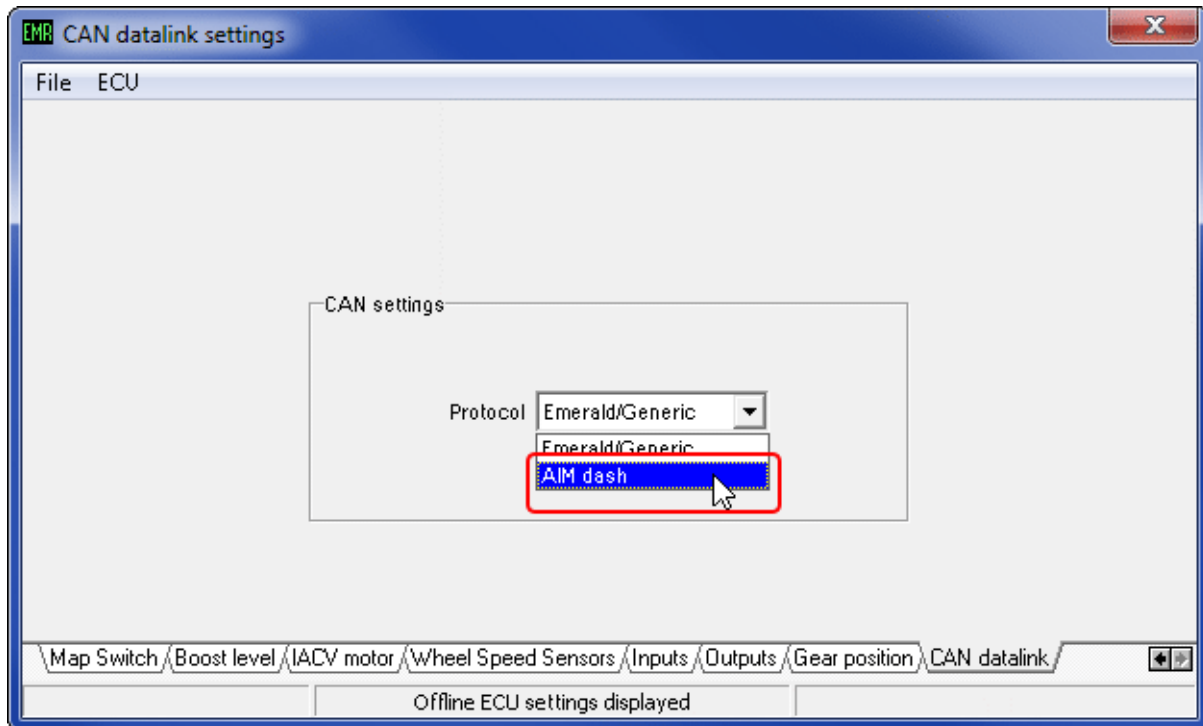 EMR CAN datalink settings
File ECU
CAN settings
Protocol Emerald/Generic
Emerald/Generic
AIM dash
Map Switch Boost level IACV motor Wheel Speed Sensors Inputs Outputs Gear position CAN datalink
Offline ECU settings displayed